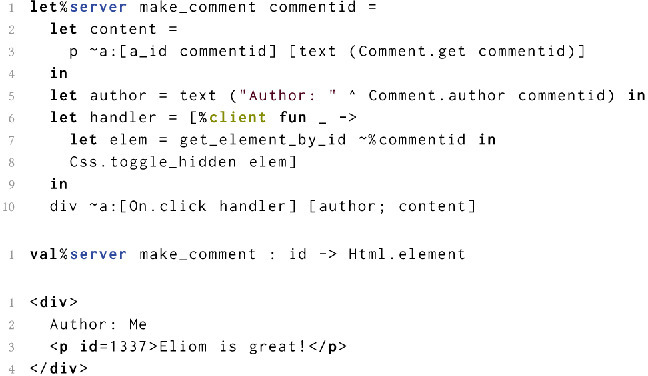 1 let%server make_comment commentid =
2   let content =
3     p ~a:[a_id commentid] [text (Comment.get commentid)]
4   in
5   let author = text ("Author: " ^ Comment.author commentid) in
6   let handler = [%client fun _ ->
7     let elem = get_element_by_id ~%commentid in
8     Css.toggle_hidden elem]
9   in
10   div ~a:[On.click handler] [author; content]
1 val%server make_comment : id -> Html.element
1 <div>
2   Author: Me
3   <p id=1337>Eliom is great!</p>
4 </div>